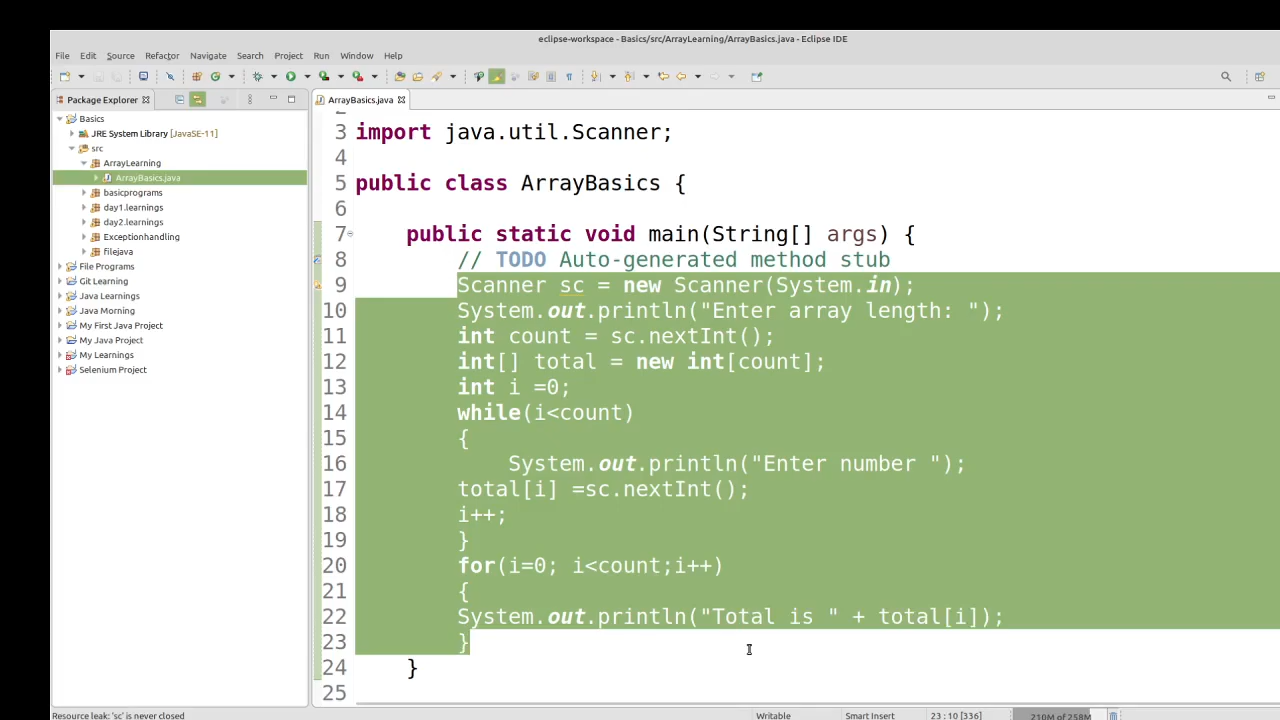 eclipse-workspace - Basics/src/ArrayLearning/ArrayBasics.java - Eclipse IDE
File Edit Source Refactor Navigate Search Project Run Window Help
Package Explorer
Basics
JRE System Library [JavaSE-11]
src
ArrayLearning
ArrayBasics.java
basicprograms
day1.learnings
day2.learnings
Exceptionhandling
filejava
File Programs
Git Learning
Java Learnings
Java Morning
My First Java Project
My Java Project
My Learnings
Selenium Project
ArrayBasics.java
3 import java.util.Scanner;
4
5 public class ArrayBasics {
6
7 public static void main(String[] args) {
8 // TODO Auto-generated method stub
9 Scanner sc = new Scanner(System.in);
10 System.out.println("Enter array length: ");
11 int count = sc.nextInt();
12 int[] total = new int[count];
13 int i =0;
14 while(i<count)
15 {
16 System.out.println("Enter number ");
17 total[i] =sc.nextInt();
18 i++;
19 }
20 for(i=0; i<count;i++)
21 {
22 System.out.println("Total is " + total[i]);
23 }
24 }
25
Resource leak: 'sc' is never closed Writable Smart Insert 23 : 10 [336] 210M of 258M